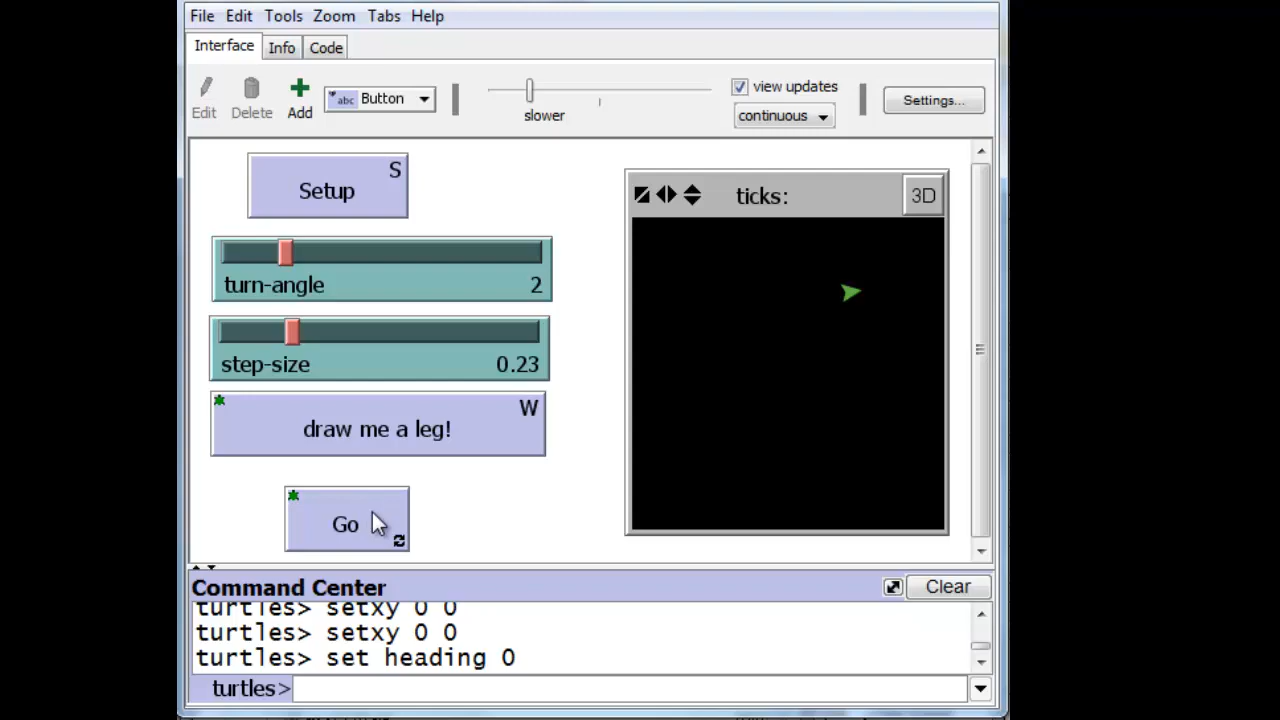 File Edit Tools Zoom Tabs Help
Interface Info Code
Edit Delete Add abc Button slower view updates continuous Settings...
S
Setup
ticks: 3D
turn-angle 2
step-size 0.23
W
draw me a leg!
Go
Command Center Clear
turtles> setxy 0 0
turtles> setxy 0 0
turtles> set heading 0
turtles>